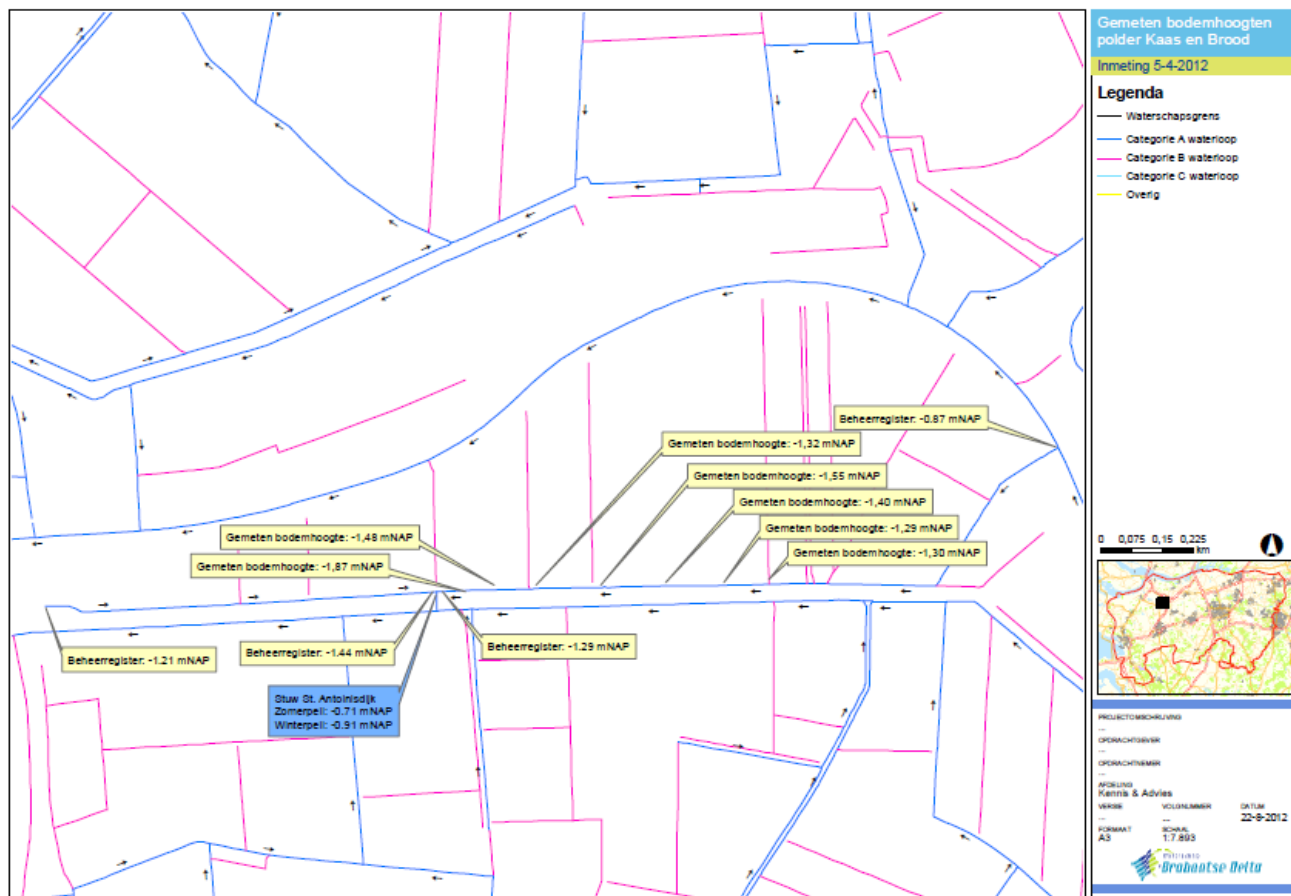 Gemeten bodemhoogten
polder Kaas en Brood
Inmeting 5-4-2012
Legenda
Waterschapsgrens
Categorie A waterloop
Categorie B waterloop
Categorie C waterloop
Overig
Beheerregister: -0.87 mNAP
Gemeten bodemhoogte: -1,32 mNAP
Gemeten bodemhoogte: -1,55 mNAP
Gemeten bodemhoogte: -1,40 mNAP
Gemeten bodemhoogte: -1,29 mNAP
Gemeten bodemhoogte: -1,30 mNAP
Gemeten bodemhoogte: -1,48 mNAP
Gemeten bodemhoogte: -1,87 mNAP
Beheerregister: -1.21 mNAP
Beheerregister: -1.44 mNAP
Beheerregister: -1.29 mNAP
Stuw St. Antoinisdijk
Zomerpeil: -0.71 mNAP
Winterpeil: -0.91 mNAP
0 0,075 0,15 0,225
km
PROJECTOMSCHRIJVING
...
OPDRACHTGEVER
...
OPDRACHTNEMER
...
AFDELING
Kennis & Advies
VERSIE VOLGNUMMER DATUM
... ... 22-8-2012
FORMAAT SCHAAL
A3 1:7.893
waterschap
Brabantse Delta